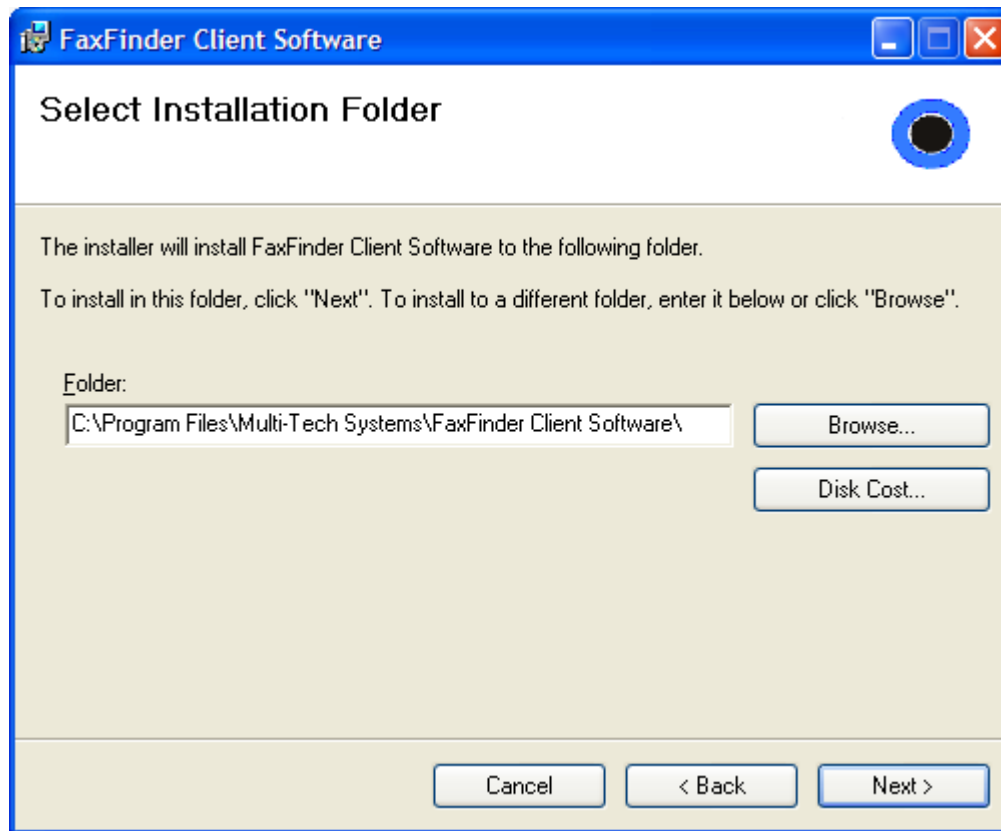 FaxFinder Client Software
Select Installation Folder
The installer will install FaxFinder Client Software to the following folder.
To install in this folder, click "Next". To install to a different folder, enter it below or click "Browse".
Folder:
C:\Program Files\Multi-Tech Systems\FaxFinder Client Software\
Browse...
Disk Cost...
Cancel
< Back
Next >